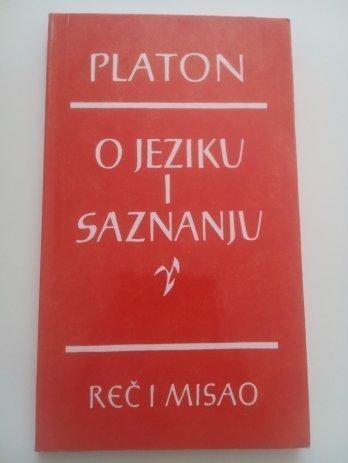 PLATON
O JEZIKU
I
SAZNANJU
REČ I MISAO